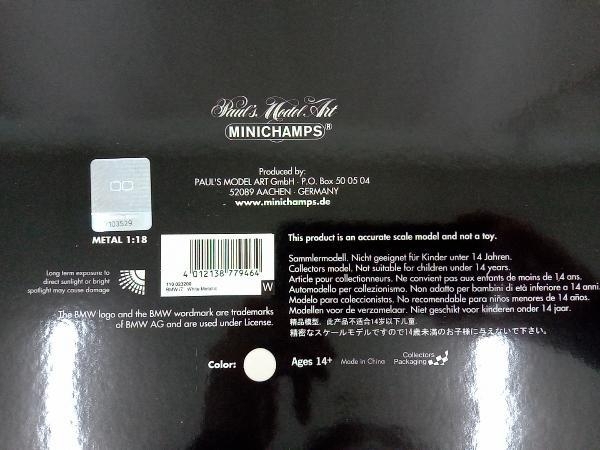 Paul's Model Art
MINICHAMPS®
Produced by:
PAUL'S MODEL ART GmbH · P.O. Box 50 05 04
52089 AACHEN · GERMANY
www.minichamps.de
103529
METAL 1:18
Long term exposure to
direct sunlight or bright
spotlight may cause damage
4 012138 779464
110 023200
BMW i7 White Metallic
W
The BMW logo and the BMW wordmark are trademarks
of BMW AG and are used under License.
This product is an accurate scale model and not a toy.
Sammlermodell. Nicht geeignet für Kinder unter 14 Jahren.
Collectors model. Not suitable for children under 14 years.
Article pour collectionneurs. Ne convient pas aux enfants de moins de 14 ans.
Automodello per collezionismo. Non adatto per bambini di età inferiore a 14 anni.
Modelo para coleccionistas. No recomendable para niños menores de 14 años.
Modellen voor de verzamelaar. Niet geschikt voor kinderen onder 14 jaar.
精品模型, 此产品不适合14岁以下儿童.
精密なスケールモデルですので14歳未満のお子様に与えないで下さい。
Color:
Ages 14+
Made in China
Collectors
Packaging